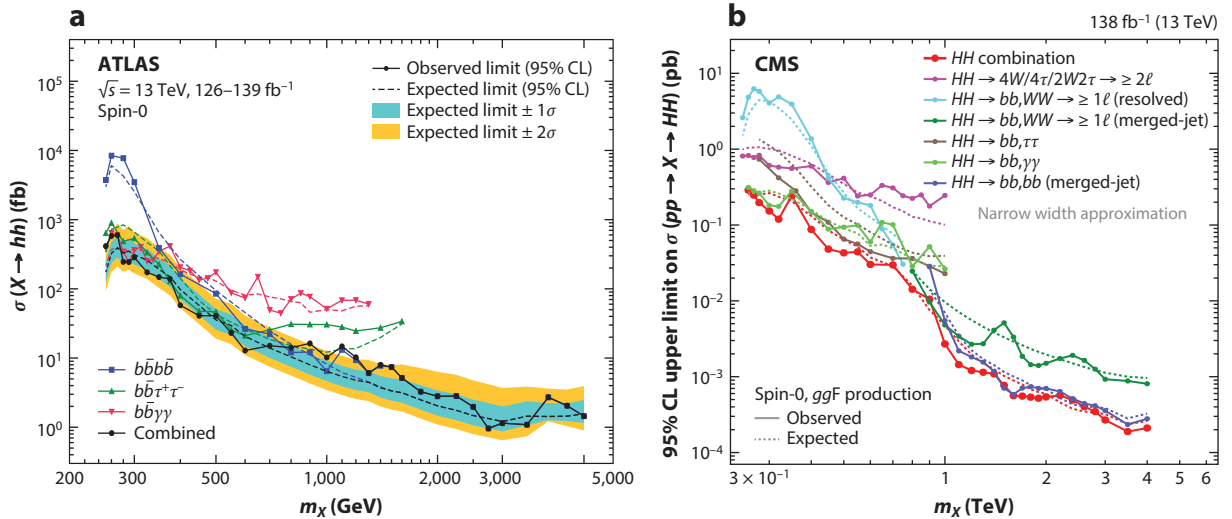 a
ATLAS
√s = 13 TeV, 126–139 fb⁻¹
Spin-0
Observed limit (95% CL)
Expected limit (95% CL)
Expected limit ± 1σ
Expected limit ± 2σ
bb̄bb̄
bb̄τ⁺τ⁻
bb̄γγ
Combined
σ (X → hh) (fb)
10⁵
10⁴
10³
10²
10¹
10⁰
200
300
500
1,000
2,000
3,000
5,000
m_X (GeV)
b
138 fb⁻¹ (13 TeV)
CMS
HH combination
HH → 4W/4τ/2W2τ → ≥ 2ℓ
HH → bb,WW → ≥ 1ℓ (resolved)
HH → bb,WW → ≥ 1ℓ (merged-jet)
HH → bb,ττ
HH → bb,γγ
HH → bb,bb (merged-jet)
Narrow width approximation
Spin-0, ggF production
Observed
Expected
95% CL upper limit on σ (pp → X → HH) (pb)
10²
10¹
10⁰
10⁻¹
10⁻²
10⁻³
10⁻⁴
3 × 10⁻¹
1
2
3
4
5
6
m_X (TeV)